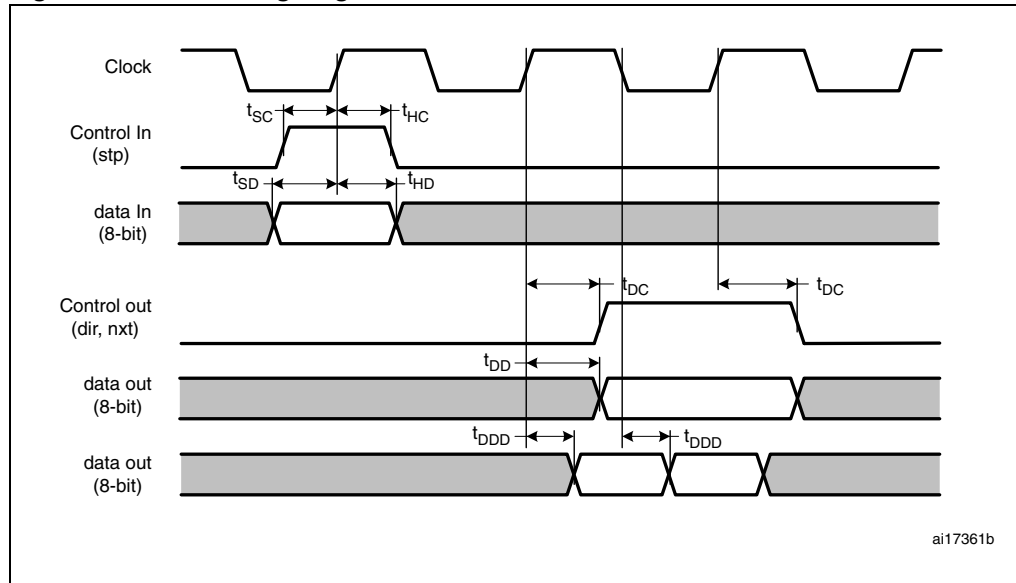 Clock
tSC
tHC
Control In
(stp)
tSD
tHD
data In
(8-bit)
tDC
tDC
Control out
(dir, nxt)
tDD
data out
(8-bit)
tDDD
tDDD
data out
(8-bit)
ai17361b